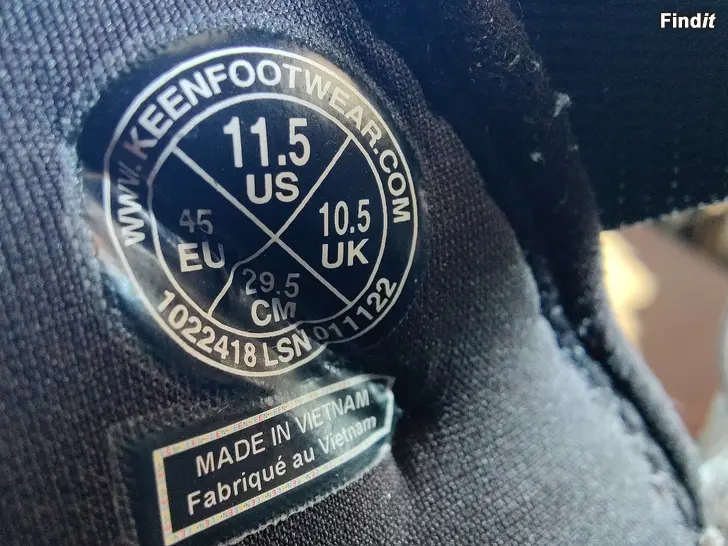 Findit
WWW.KEENFOOTWEAR.COM
11.5
US
45
EU
10.5
UK
29.5
CM
1022418 LSN 011122
MADE IN VIETNAM
Fabriqué au Vietnam